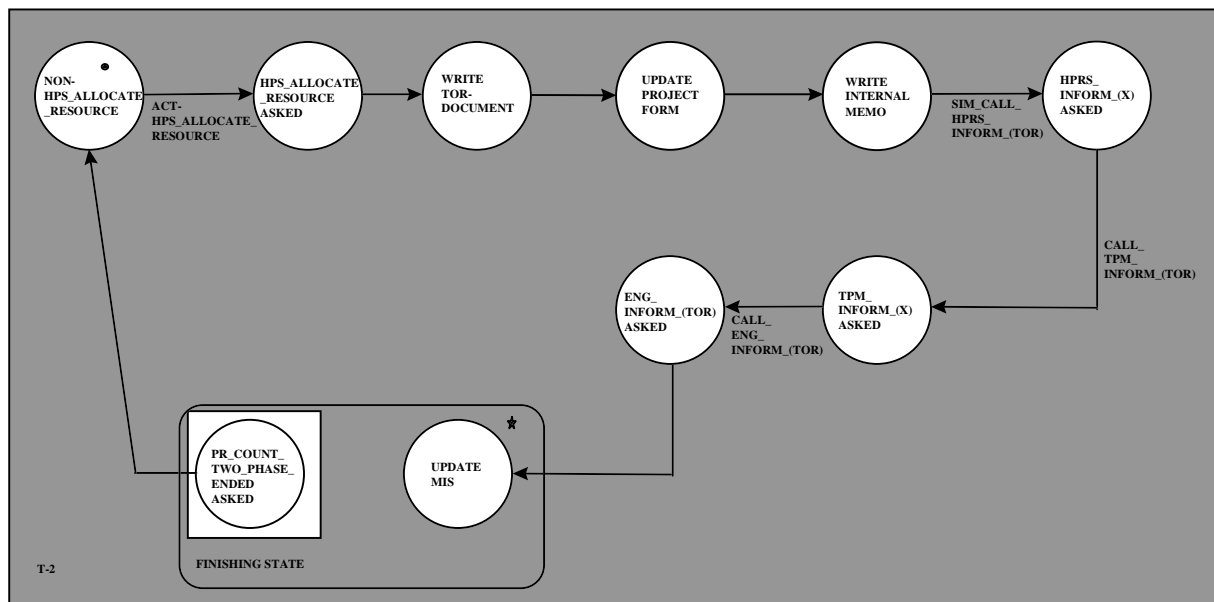 NON-
HPS_ALLOCATE
_RESOURCE
ACT-
HPS_ALLOCATE_
RESOURCE
HPS_ALLOCATE
_RESOURCE
ASKED
WRITE
TOR-
DOCUMENT
UPDATE
PROJECT
FORM
WRITE
INTERNAL
MEMO
SIM_CALL_
HPRS_
INFORM_(TOR)
HPRS_
INFORM_(X)
ASKED
CALL_
TPM_
INFORM_(TOR)
TPM_
INFORM_(X)
ASKED
CALL_
ENG_
INFORM_(TOR)
ENG_
INFORM_(TOR)
ASKED
PR_COUNT_
TWO_PHASE_
ENDED
ASKED
UPDATE
MIS
FINISHING STATE
T-2